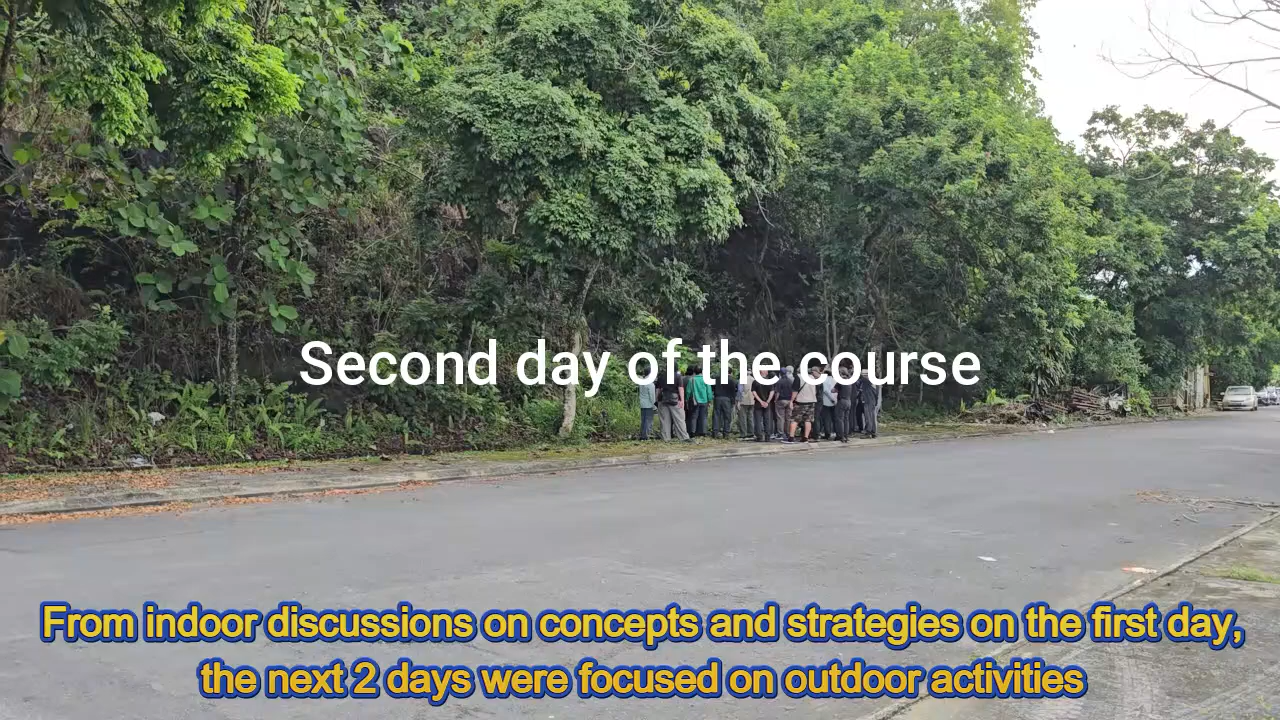 Second day of the course
From indoor discussions on concepts and strategies on the first day,
the next 2 days were focused on outdoor activities